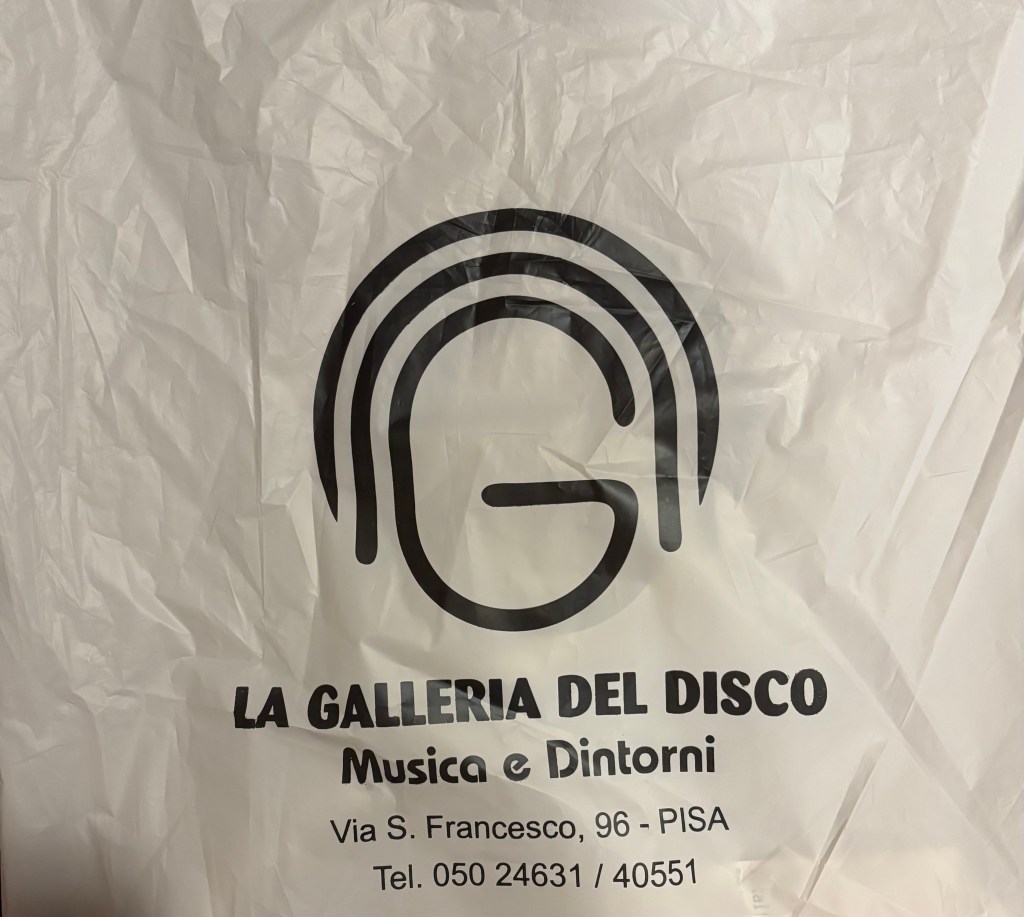 G
LA GALLERIA DEL DISCO
Musica e Dintorni
Via S. Francesco, 96 - PISA
Tel. 050 24631 / 40551